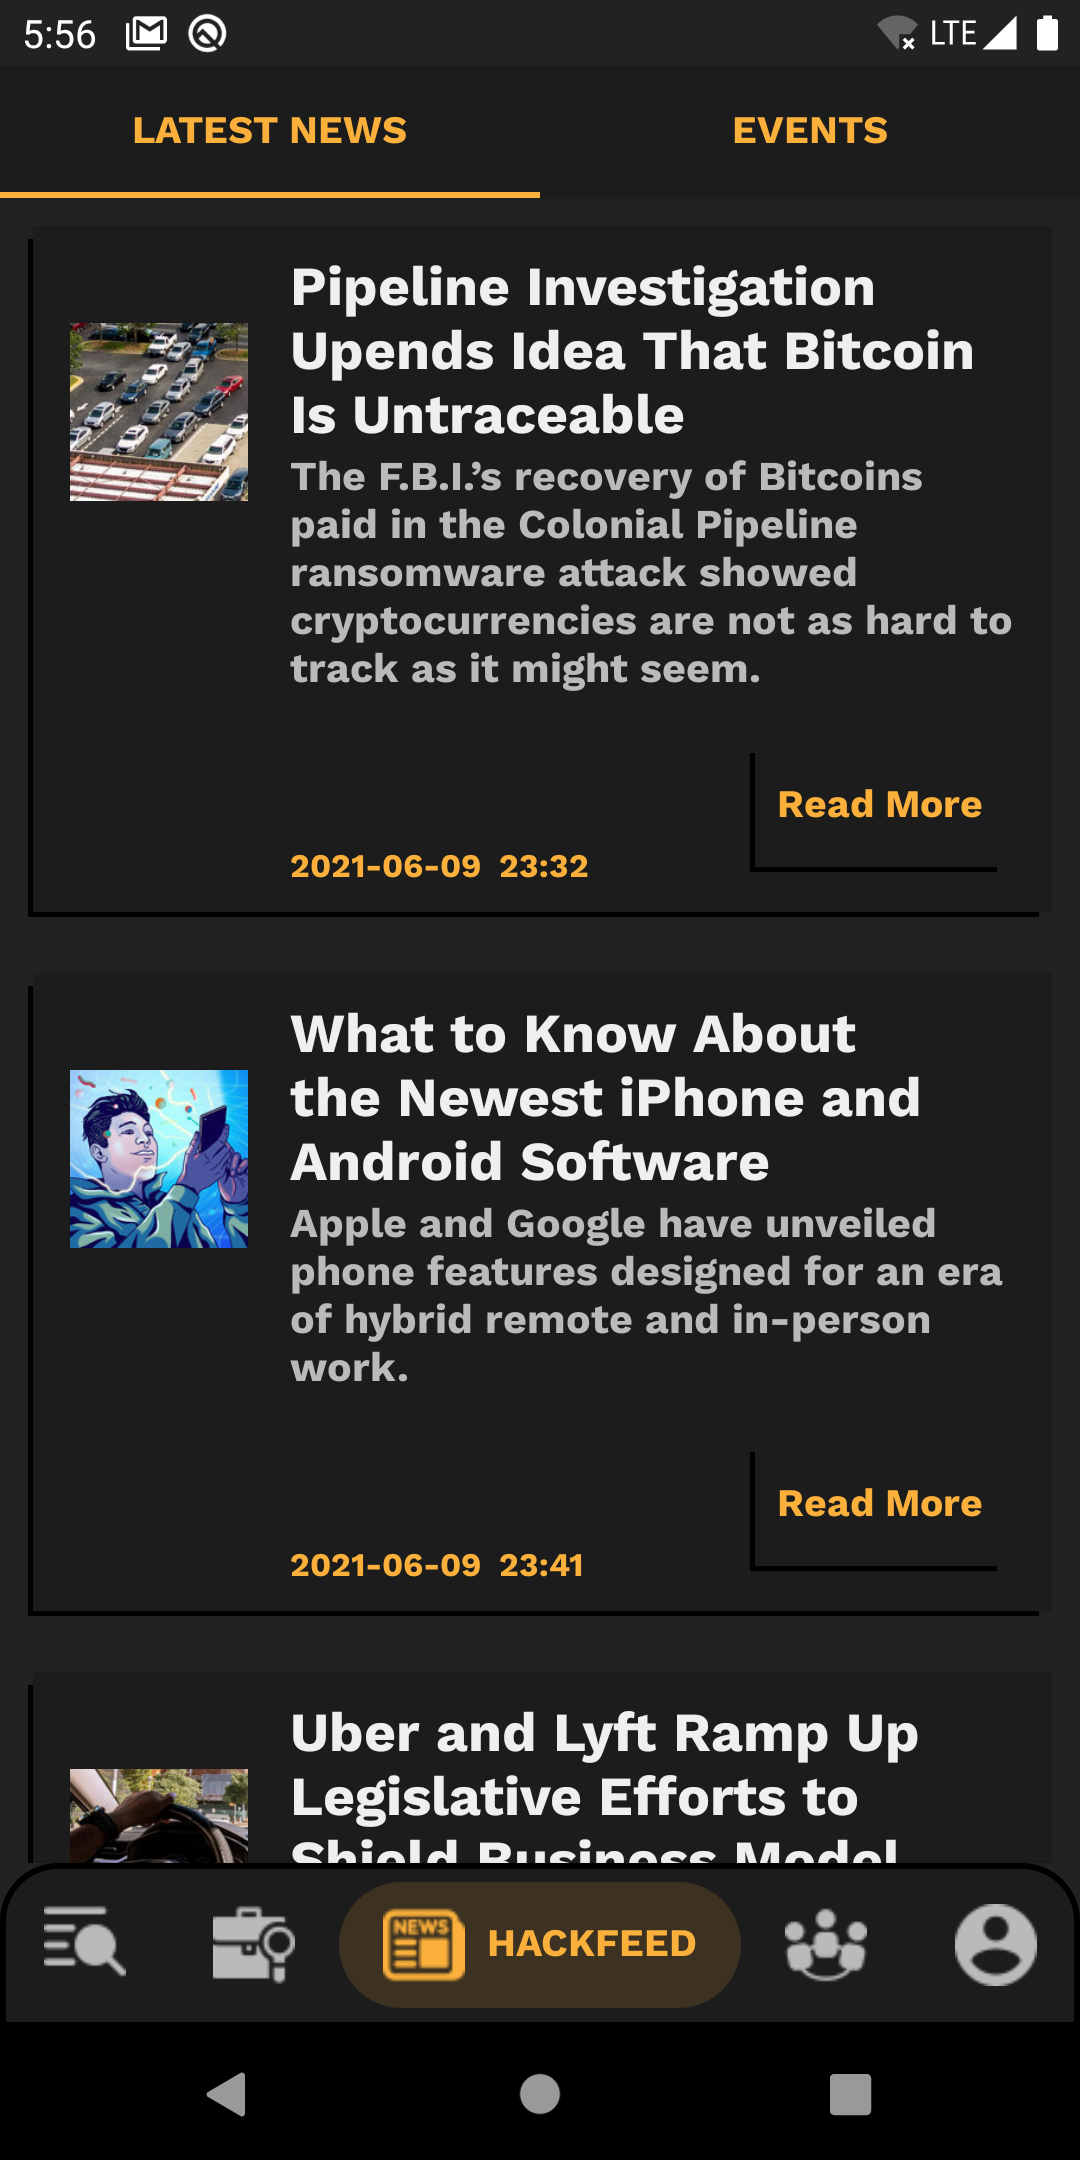 5:56
LTE
LATEST NEWS
EVENTS
Pipeline Investigation
Upends Idea That Bitcoin
Is Untraceable
The F.B.I.’s recovery of Bitcoins
paid in the Colonial Pipeline
ransomware attack showed
cryptocurrencies are not as hard to
track as it might seem.
Read More
2021-06-09 23:32
What to Know About
the Newest iPhone and
Android Software
Apple and Google have unveiled
phone features designed for an era
of hybrid remote and in-person
work.
Read More
2021-06-09 23:41
Uber and Lyft Ramp Up
Legislative Efforts to
Shield Business Model
NEWS
HACKFEED